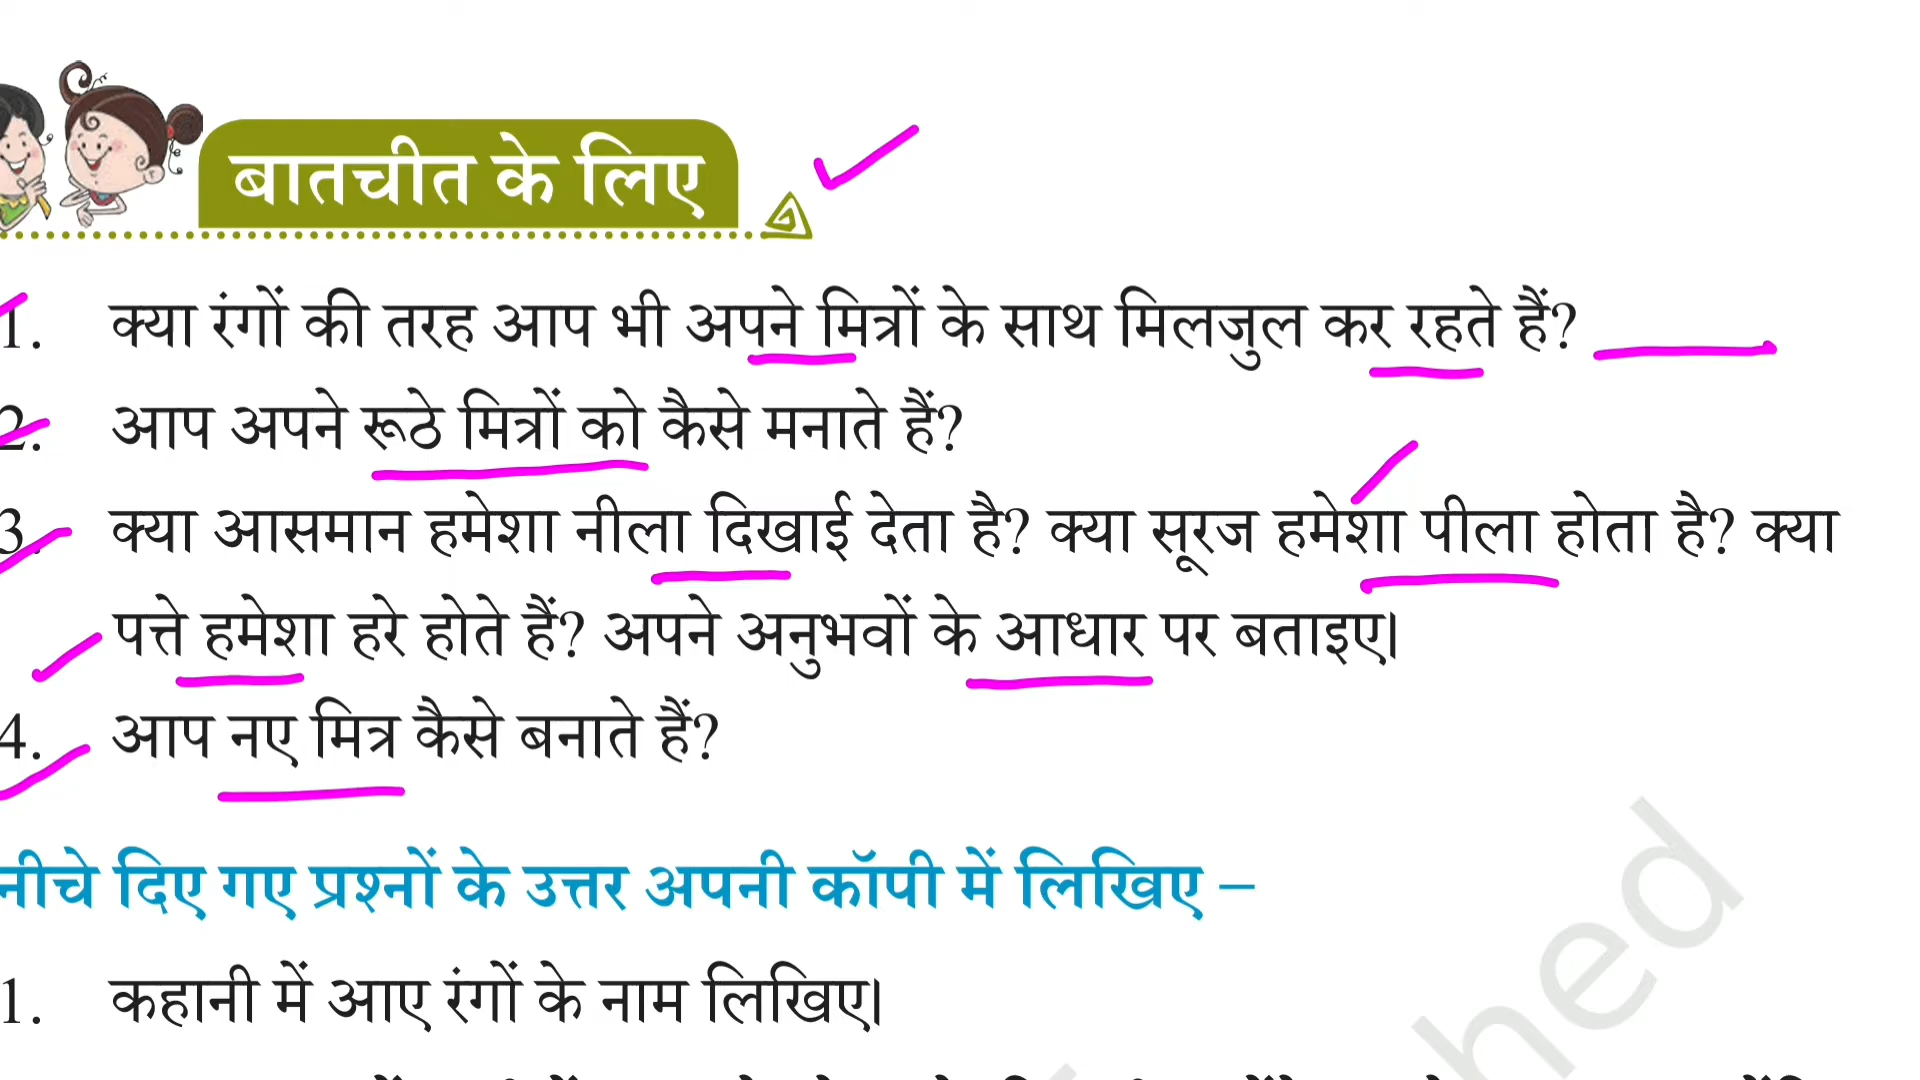 बातचीत के लिए
1. क्या रंगों की तरह आप भी अपने मित्रों के साथ मिलजुल कर रहते हैं?
2. आप अपने रूठे मित्रों को कैसे मनाते हैं?
3. क्या आसमान हमेशा नीला दिखाई देता है? क्या सूरज हमेशा पीला होता है? क्या
पत्ते हमेशा हरे होते हैं? अपने अनुभवों के आधार पर बताइए।
4. आप नए मित्र कैसे बनाते हैं?
नीचे दिए गए प्रश्नों के उत्तर अपनी कॉपी में लिखिए –
1. कहानी में आए रंगों के नाम लिखिए।
hed